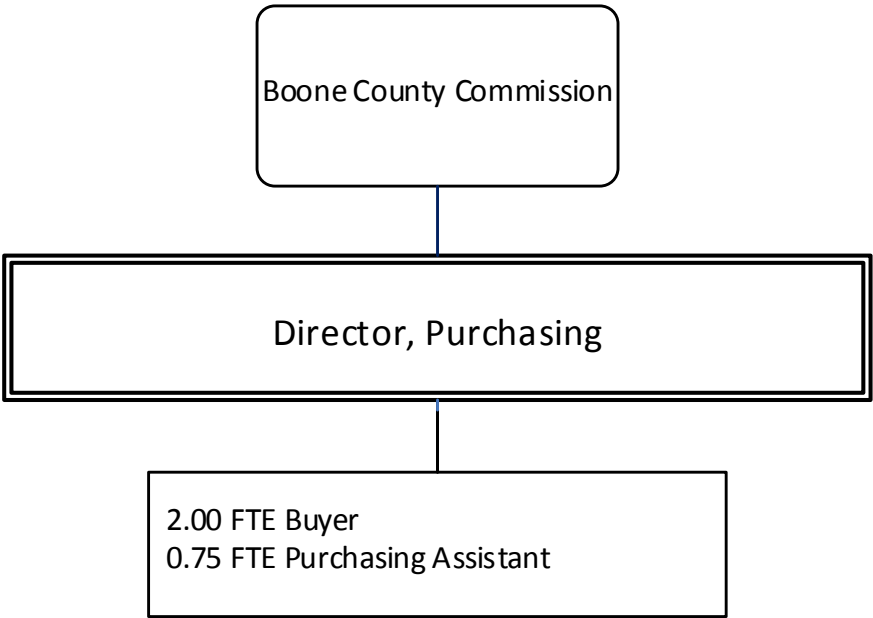 Boone County Commission
Director, Purchasing
2.00 FTE Buyer
0.75 FTE Purchasing Assistant